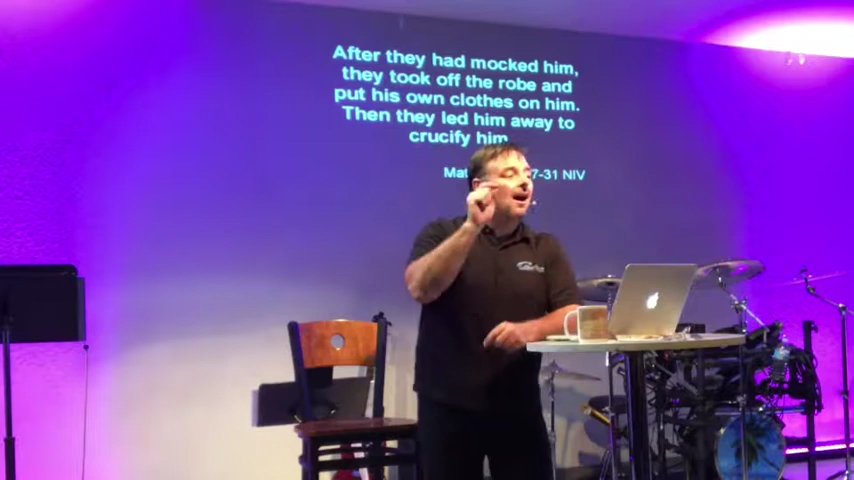 After they had mocked him,
they took off the robe and
put his own clothes on him.
Then they led him away to
crucify him
7-31 NIV